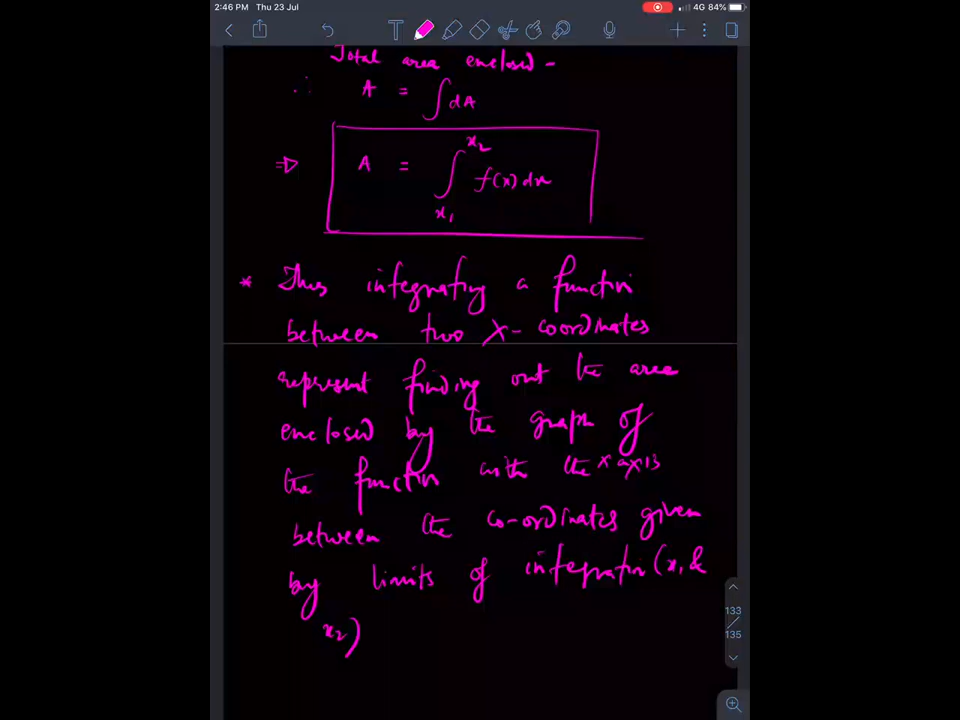 2:46 PM Thu 23 Jul
4G 84%
T
Total area enclosed -
∴ A = ∫dA
⇒ A = ∫ f(x) dx
x₂
x₁
* Thus integrating a function
between two X- coordinates
represent finding out the area
enclosed by the graph of
the function with the x axis
between the co-ordinates given
by limits of integration (x₁ &
x₂)
133
135